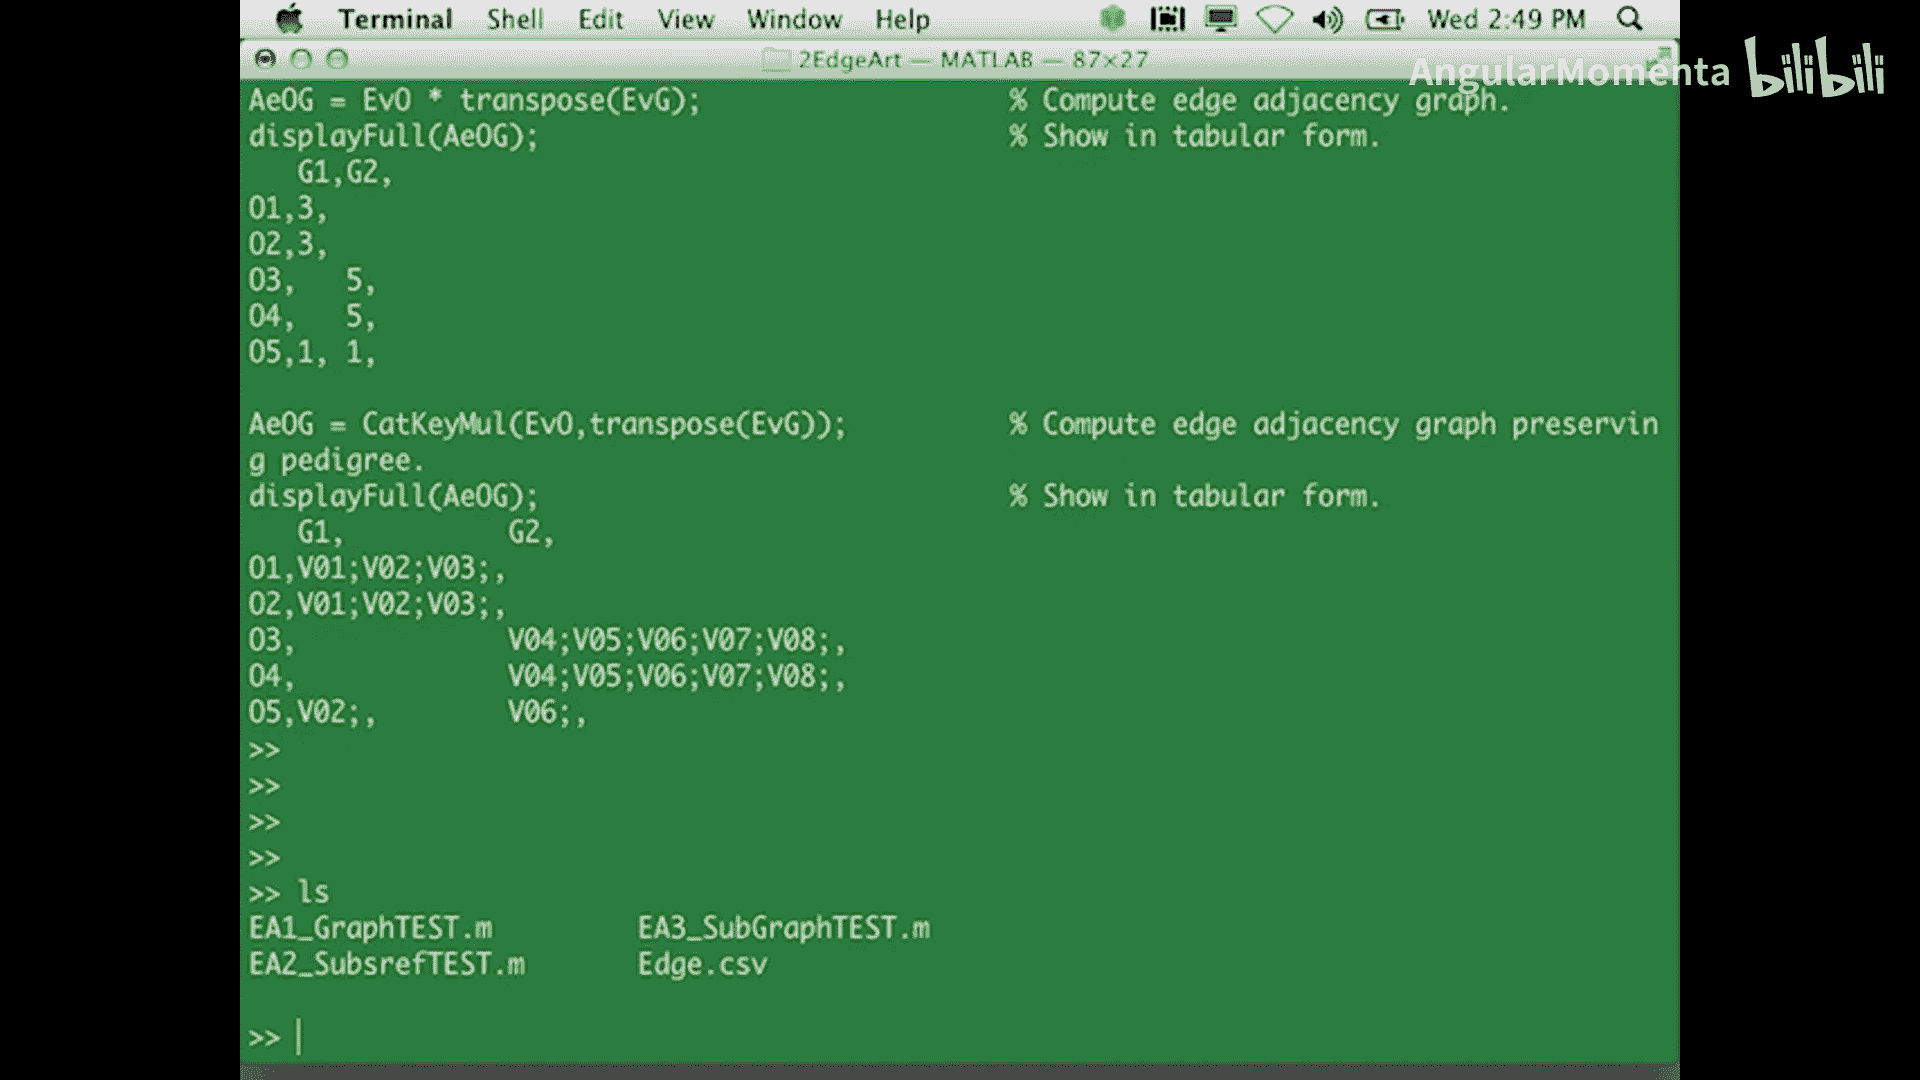 Terminal Shell Edit View Window Help Wed 2:49 PM
2EdgeArt — MATLAB — 87×27
AngularMomenta bilibili
AeOG = EvO * transpose(EvG); % Compute edge adjacency graph.
displayFull(AeOG); % Show in tabular form.
G1,G2,
O1,3,
O2,3,
O3, 5,
O4, 5,
O5,1, 1,
AeOG = CatKeyMul(EvO,transpose(EvG)); % Compute edge adjacency graph preservin
g pedigree.
displayFull(AeOG); % Show in tabular form.
G1, G2,
O1,V01;V02;V03;,
O2,V01;V02;V03;,
O3, V04;V05;V06;V07;V08;,
O4, V04;V05;V06;V07;V08;,
O5,V02;, V06;,
>>
>>
>>
>>
>> ls
EA1_GraphTEST.m EA3_SubGraphTEST.m
EA2_SubsrefTEST.m Edge.csv
>>